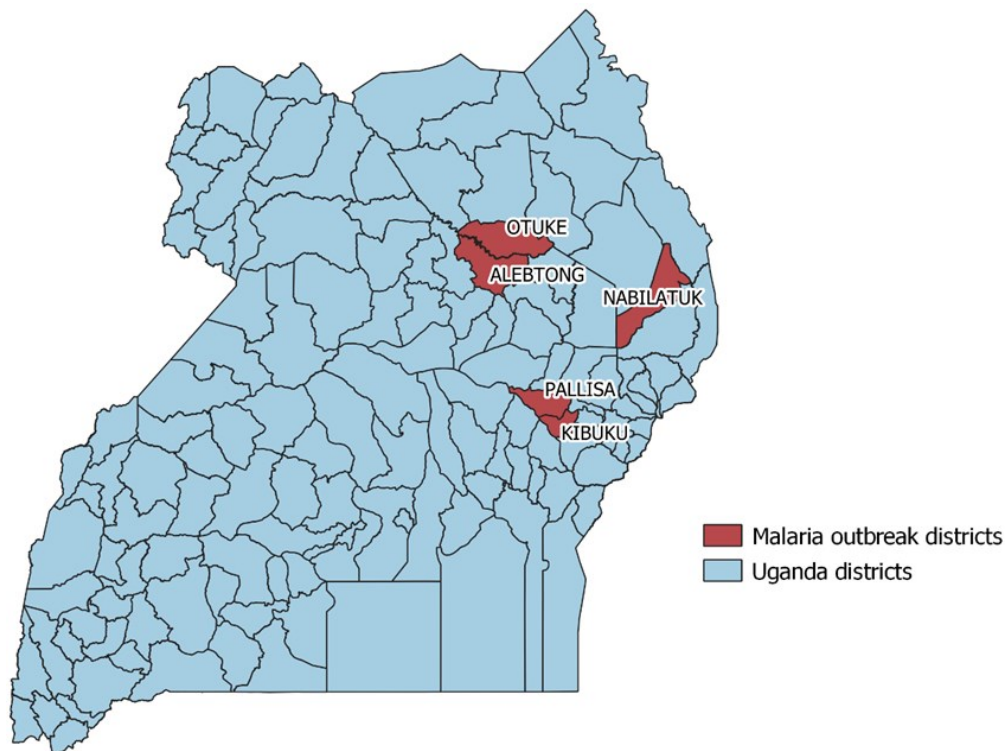 OTUKE
ALEBTONG
NABILATUK
PALLISA
KIBUKU
Malaria outbreak districts
Uganda districts